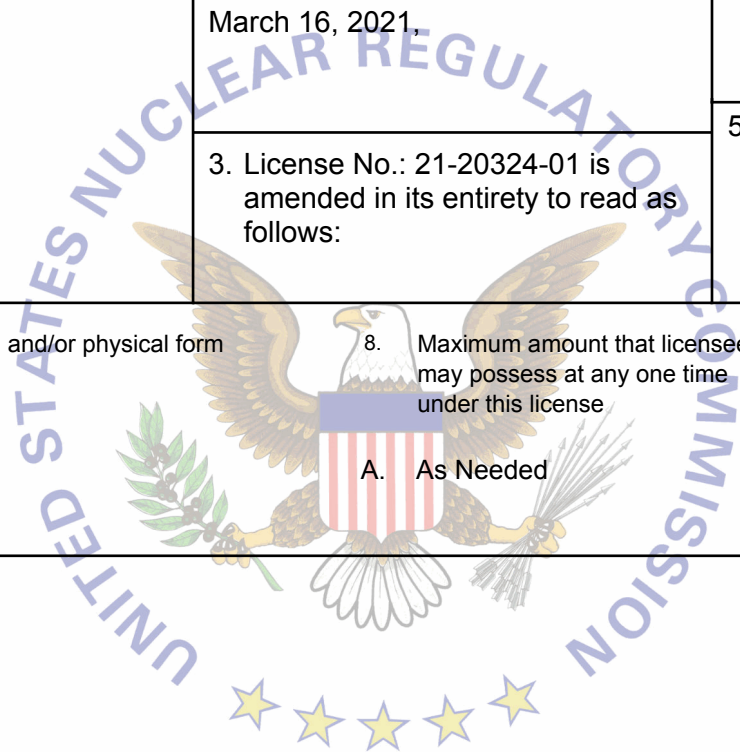 March 16, 2021,
3. License No.: 21-20324-01 is
amended in its entirety to read as
follows:
5
and/or physical form
8. Maximum amount that licensee
may possess at any one time
under this license
A. As Needed
UNITED STATES NUCLEAR REGULATORY COMMISSION